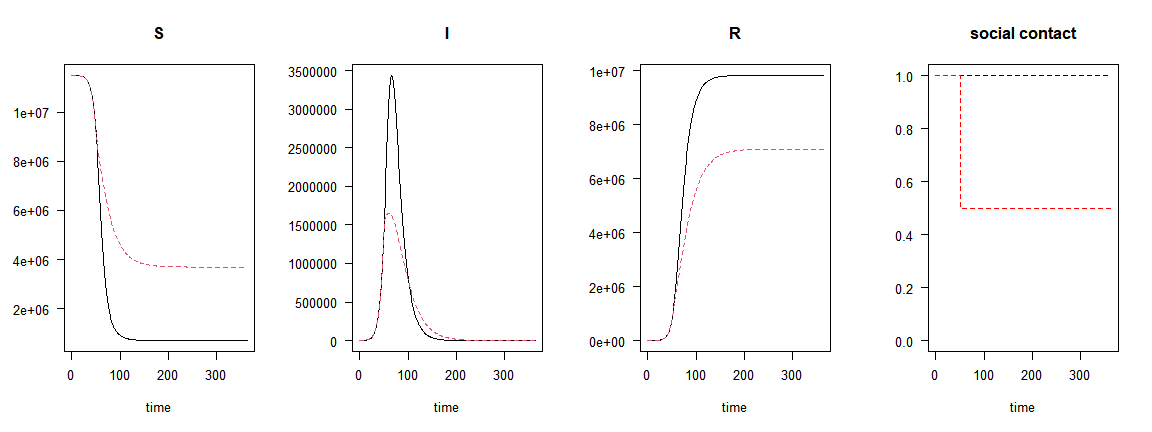 S
1e+07
8e+06
6e+06
4e+06
2e+06
0 100 200 300
time
I
3500000
3000000
2500000
2000000
1500000
1000000
500000
0
0 100 200 300
time
R
1e+07
8e+06
6e+06
4e+06
2e+06
0e+00
0 100 200 300
time
social contact
1.0
0.8
0.6
0.4
0.2
0.0
0 100 200 300
time